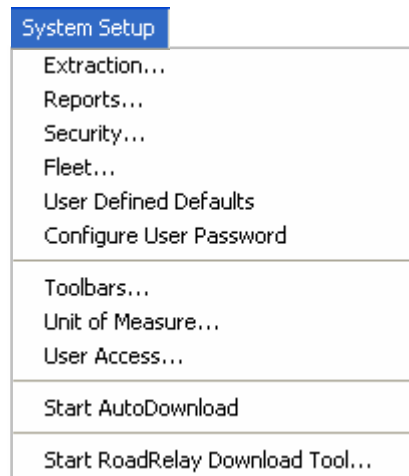 System Setup
Extraction...
Reports...
Security...
Fleet...
User Defined Defaults
Configure User Password
Toolbars...
Unit of Measure...
User Access...
Start AutoDownload
Start RoadRelay Download Tool...